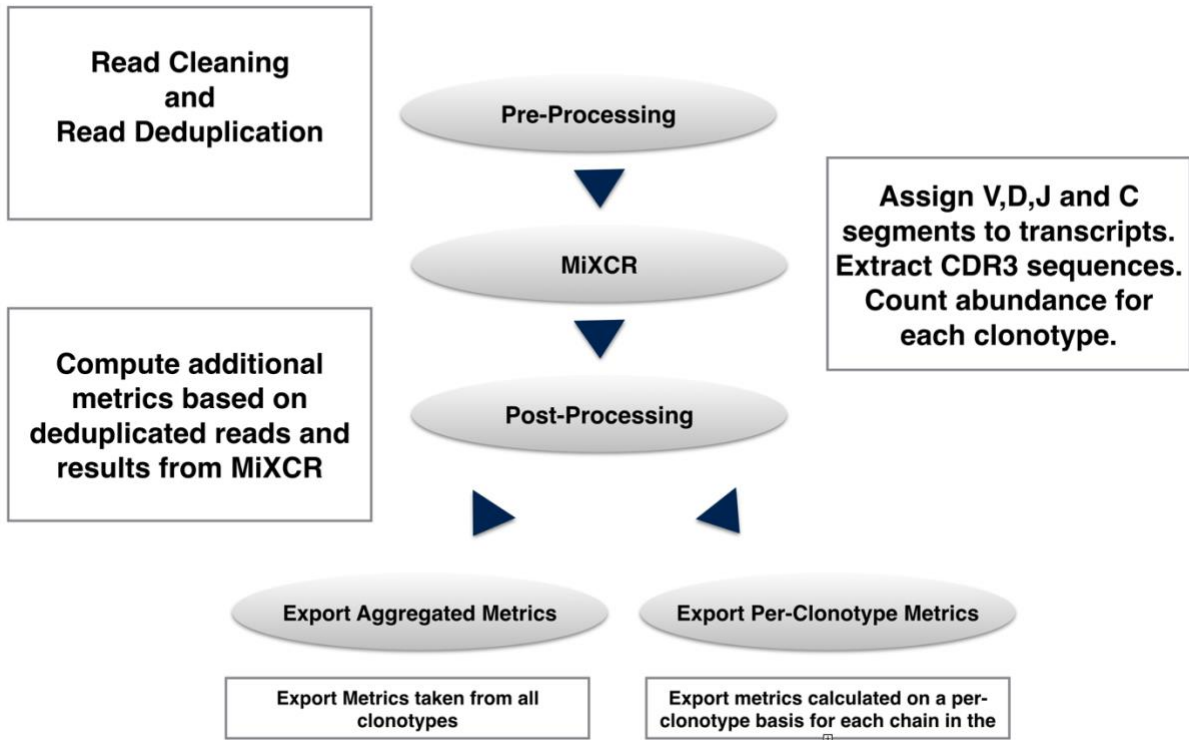 Read Cleaning
and
Read Deduplication
Pre-Processing
Assign V,D,J and C
segments to transcripts.
Extract CDR3 sequences.
Count abundance for
each clonotype.
MiXCR
Compute additional
metrics based on
deduplicated reads and
results from MiXCR
Post-Processing
Export Aggregated Metrics
Export Per-Clonotype Metrics
Export Metrics taken from all
clonotypes
Export metrics calculated on a per-
clonotype basis for each chain in the